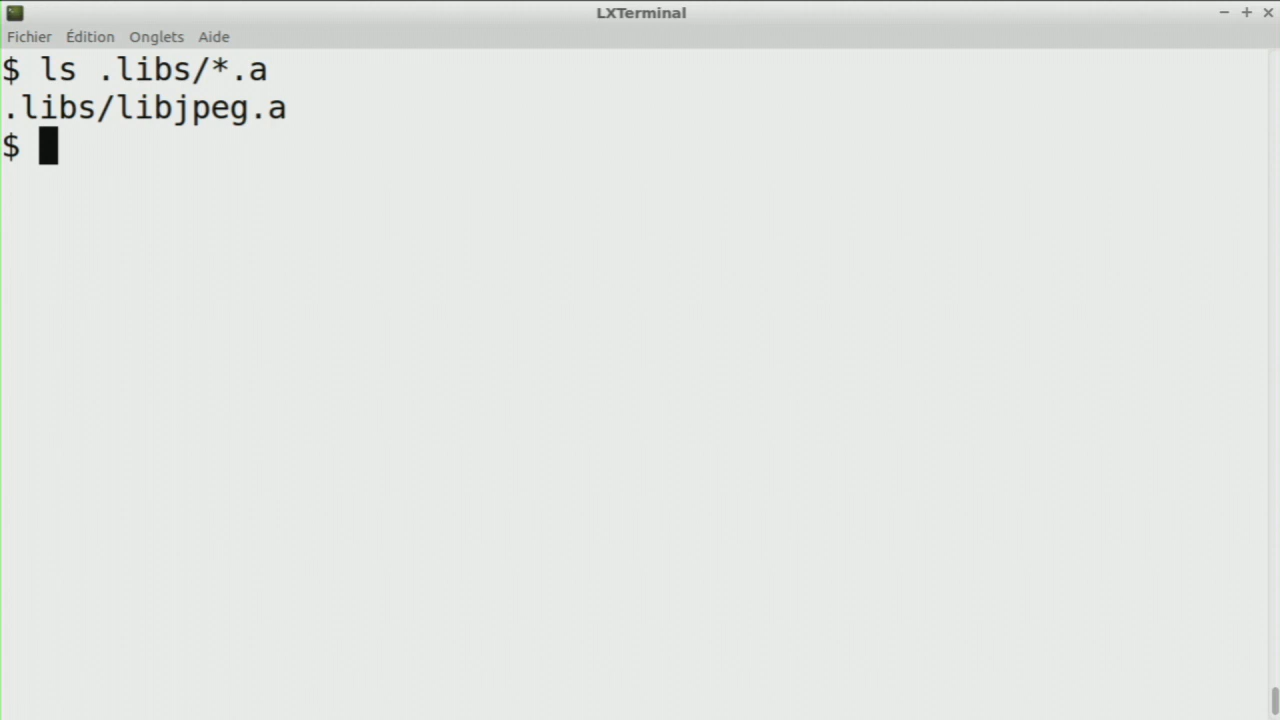 LXTerminal
Fichier Édition Onglets Aide
$ ls .libs/*.a
.libs/libjpeg.a
$